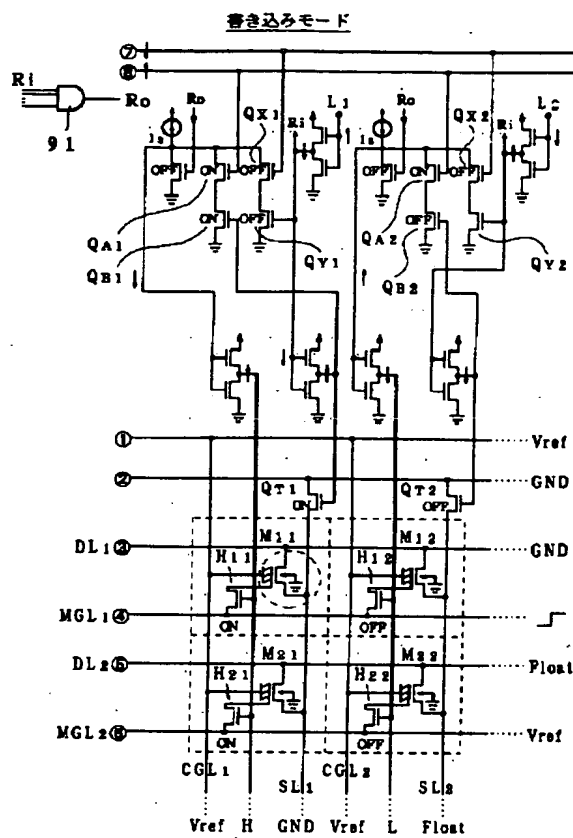 書き込みモード
⑦
⑧
Ri
Ro
91
is Ro QX1 Ri L1 is Ro QX2 Ri L2
OFF ON OFF OFF ON OFF
QA1 ON OFF QA2 OFF
QB1 QY1 QB2 QY2
① Vref
② GND
QT1 QT2
ON OFF
DL1③ M11 M12 GND
H11 H12
MGL1④ ON OFF
DL2⑤ M21 M22 Float
H21 H22
MGL2⑥ ON OFF Vref
CGL1 SL1 CGL2 SL2
Vref H GND Vref L Float